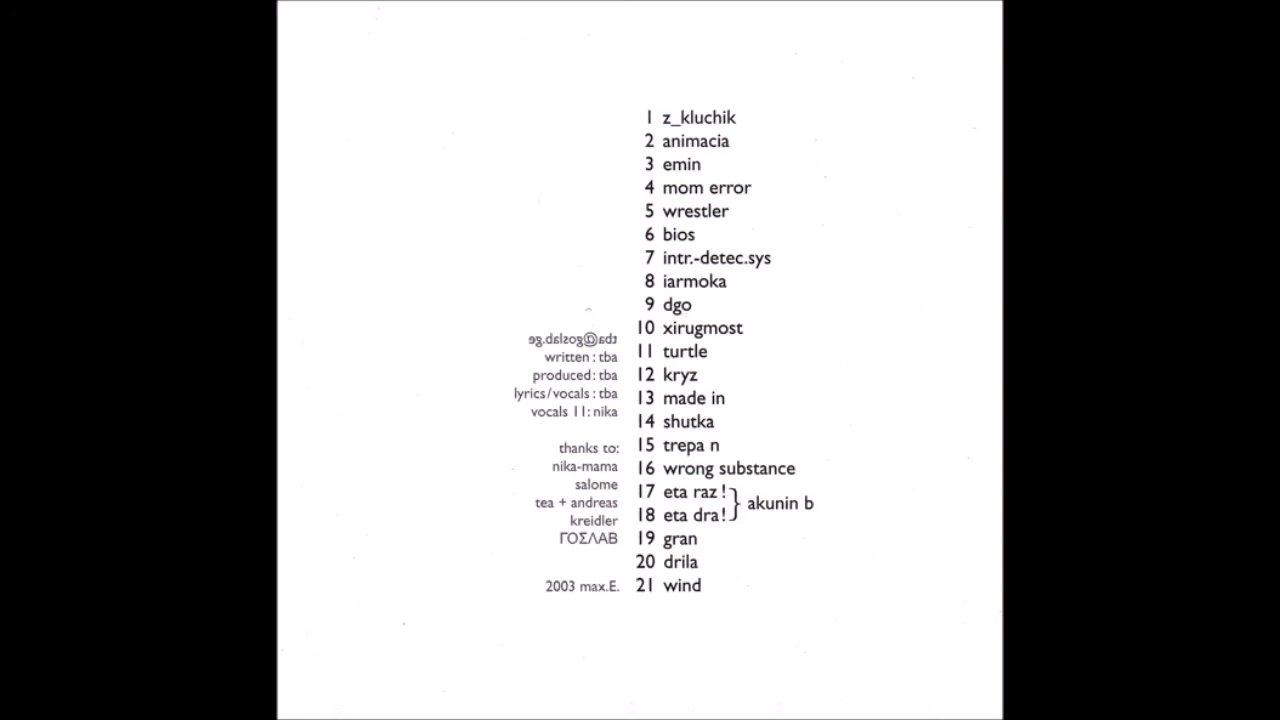 1 z_kluchik
2 animacia
3 emin
4 mom error
5 wrestler
6 bios
7 intr.-detec.sys
8 iarmoka
9 dgo
10 xirugmost
11 turtle
12 kryz
13 made in
14 shutka
15 trepa n
16 wrong substance
17 eta raz !
18 eta dra!
} akunin b
19 gran
20 drila
21 wind
tba@goslab.ge
written : tba
produced: tba
lyrics/vocals : tba
vocals 11: nika
thanks to:
nika-mama
salome
tea + andreas
kreidler
ГОΣΛАВ
2003 max.E.